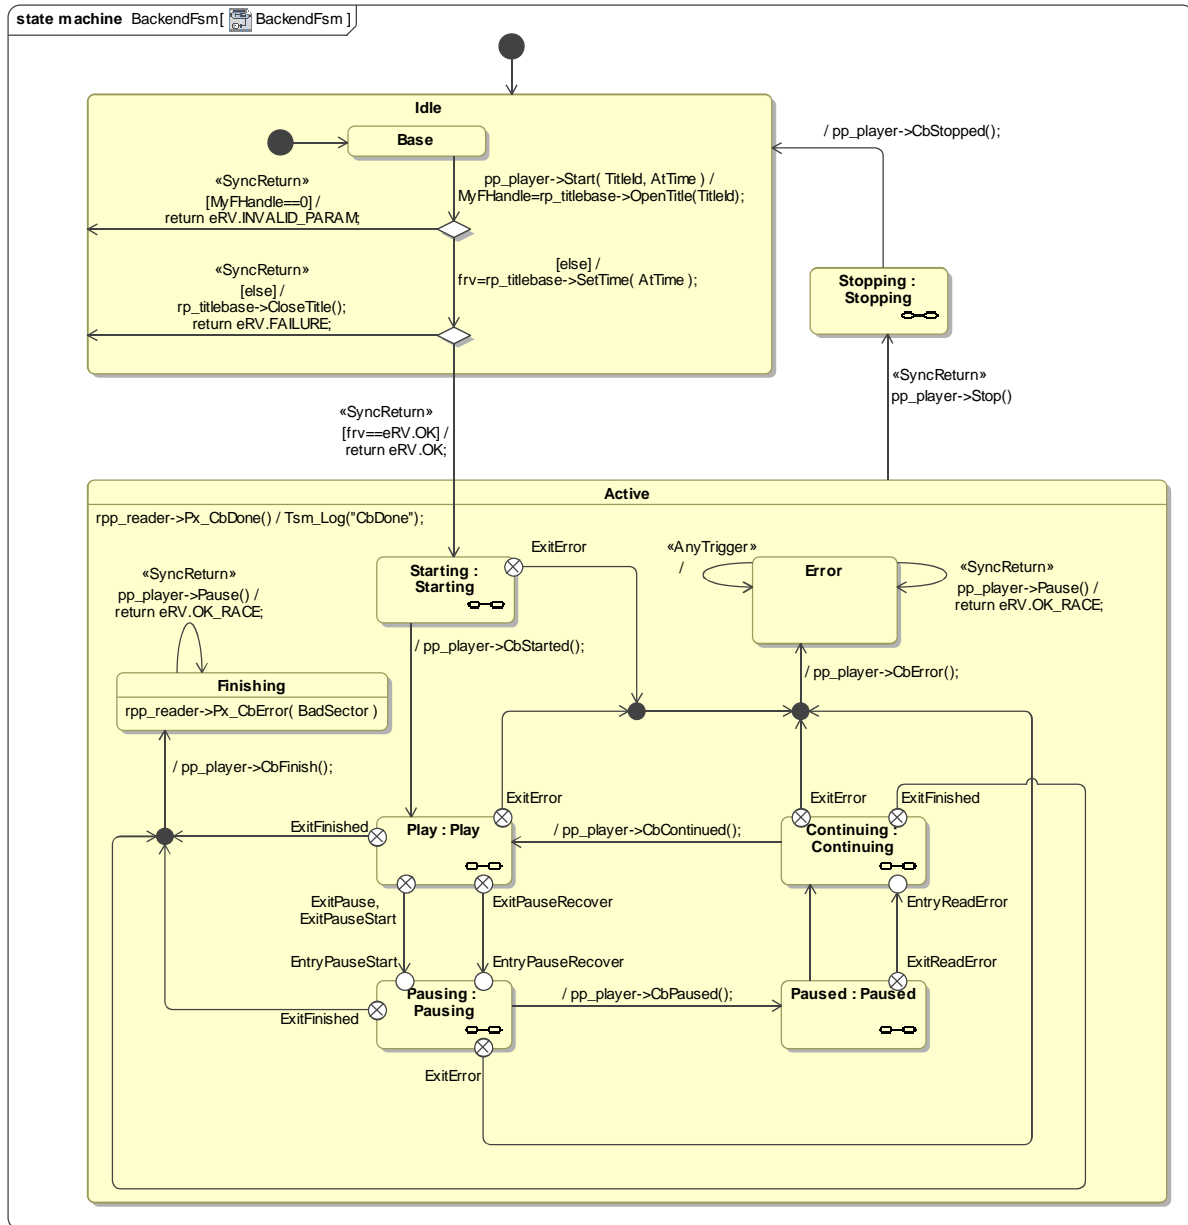 state machine BackendFsm[ BackendFsm ]
Idle
Base
/ pp_player->CbStopped();
«SyncReturn»
[MyFHandle==0] /
return eRV.INVALID_PARAM;
pp_player->Start( TitleId, AtTime ) /
MyFHandle=rp_titlebase->OpenTitle(TitleId);
«SyncReturn»
[else] /
rp_titlebase->CloseTitle();
return eRV.FAILURE;
[else] /
frv=rp_titlebase->SetTime( AtTime );
Stopping :
Stopping
«SyncReturn»
pp_player->Stop()
«SyncReturn»
[frv==eRV.OK] /
return eRV.OK;
Active
rpp_reader->Px_CbDone() / Tsm_Log("CbDone");
ExitError
Starting :
Starting
«AnyTrigger»
/
Error
«SyncReturn»
pp_player->Pause() /
return eRV.OK_RACE;
«SyncReturn»
pp_player->Pause() /
return eRV.OK_RACE;
/ pp_player->CbStarted();
/ pp_player->CbError();
Finishing
rpp_reader->Px_CbError( BadSector )
/ pp_player->CbFinish();
ExitError
ExitError
ExitFinished
ExitFinished
Play : Play
/ pp_player->CbContinued();
Continuing :
Continuing
ExitPause,
ExitPauseStart
ExitPauseRecover
EntryReadError
EntryPauseStart
EntryPauseRecover
ExitReadError
Pausing :
Pausing
/ pp_player->CbPaused();
Paused : Paused
ExitFinished
ExitError